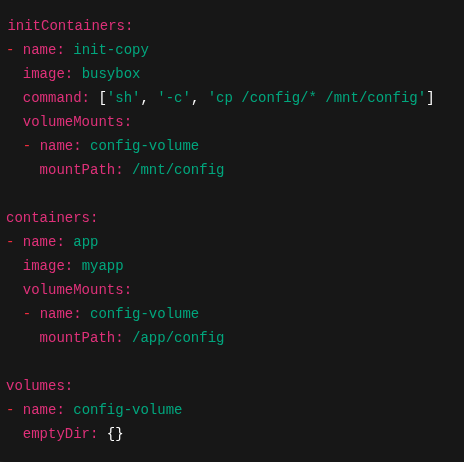 initContainers:
- name: init-copy
  image: busybox
  command: ['sh', '-c', 'cp /config/* /mnt/config']
  volumeMounts:
  - name: config-volume
    mountPath: /mnt/config

containers:
- name: app
  image: myapp
  volumeMounts:
  - name: config-volume
    mountPath: /app/config

volumes:
- name: config-volume
  emptyDir: {}